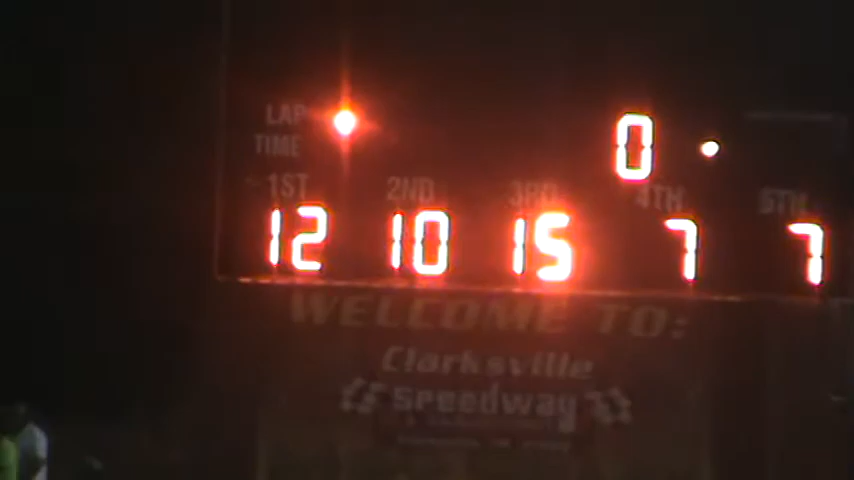 LAP
TIME
0
1ST 2ND 3RD 4TH 5TH
12 10 15 7 7
WELCOME TO:
Clarksville
Speedway